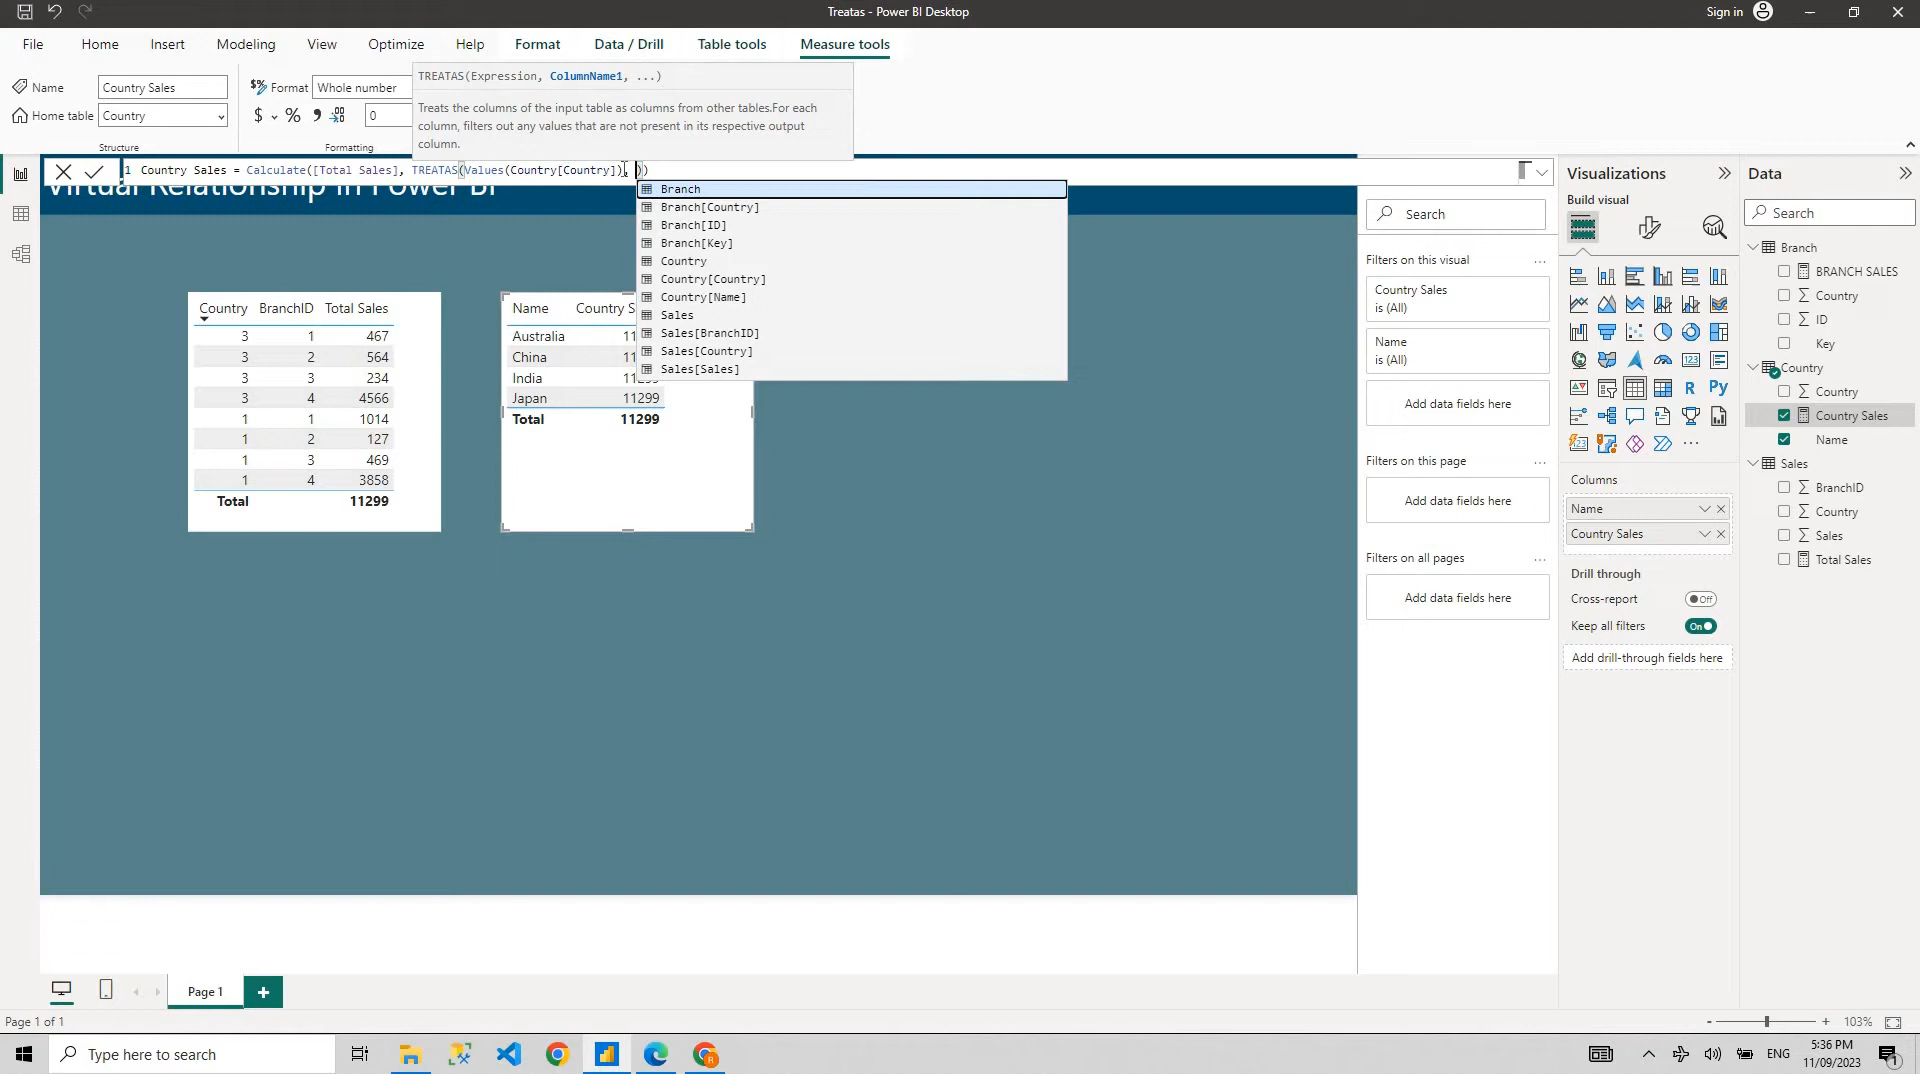 Treatas - Power BI Desktop
Sign in
File Home Insert Modeling View Optimize Help Format Data / Drill Table tools Measure tools
Name Country Sales
Home table Country
Structure
Format Whole number
$ % 0
Formatting
TREATAS(Expression, ColumnName1, ...)
Treats the columns of the input table as columns from other tables.For each
column, filters out any values that are not present in its respective output
column.
1 Country Sales = Calculate([Total Sales], TREATAS(Values(Country[Country]), ))
Virtual Relationship in Power BI
Branch
Branch[Country]
Branch[ID]
Branch[Key]
Country
Country[Country]
Country[Name]
Sales
Sales[BranchID]
Sales[Country]
Sales[Sales]
Country BranchID Total Sales
3 1 467
3 2 564
3 3 234
3 4 4566
1 1 1014
1 2 127
1 3 469
1 4 3858
Total 11299
Name Country S
Australia
China
India
Japan 11299
Total 11299
Search
Filters on this visual ...
Country Sales
is (All)
Name
is (All)
Add data fields here
Filters on this page ...
Add data fields here
Filters on all pages ...
Add data fields here
Visualizations
Build visual
R Py
123
...
Columns
Name
Country Sales
Drill through
Cross-report Off
Keep all filters On
Add drill-through fields here
Data
Search
Branch
BRANCH SALES
Country
ID
Key
Country
Country
Country Sales
Name
Sales
BranchID
Country
Sales
Total Sales
Page 1
Page 1 of 1
- + 103%
Type here to search
ENG
5:36 PM
11/09/2023